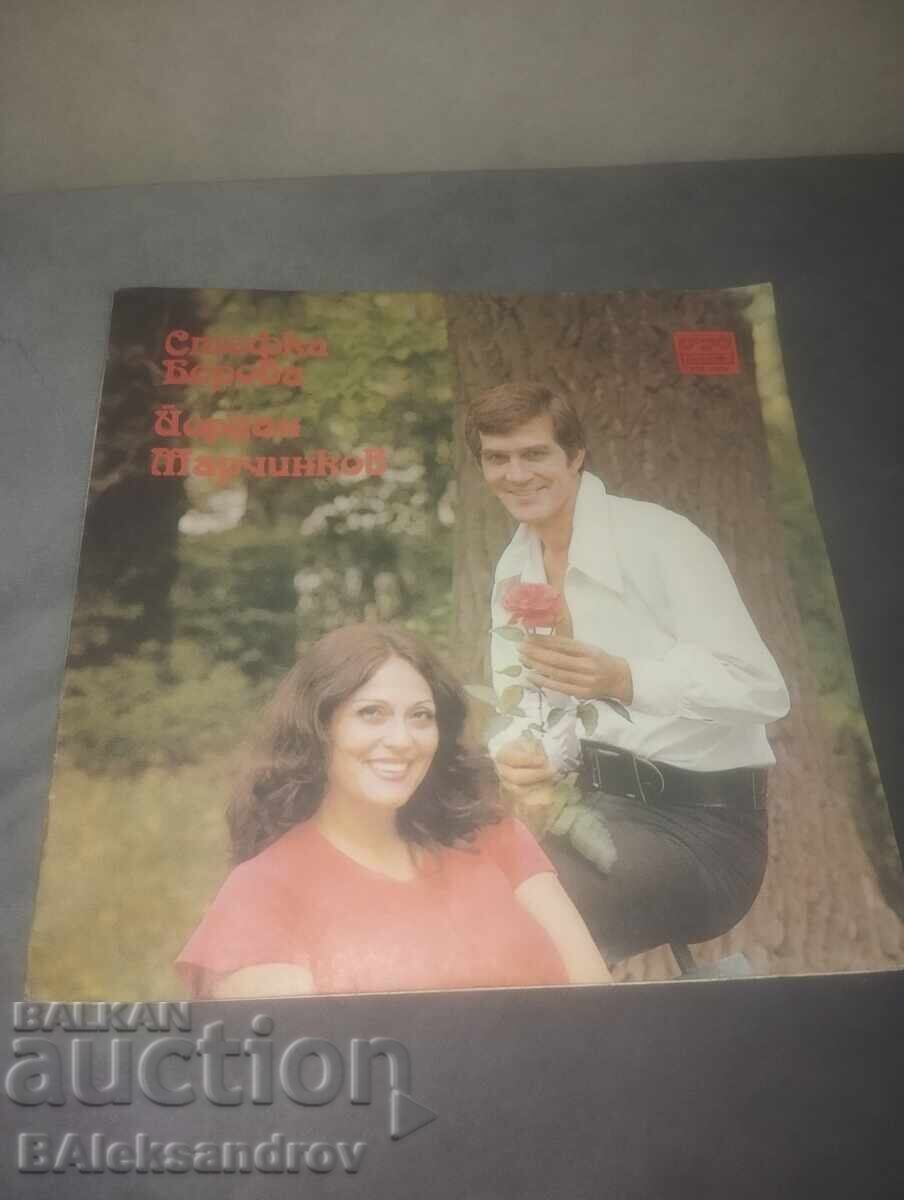 Стефка
Берова
Йордан
Марчинков
BALKAN
auction
BAleksandrov